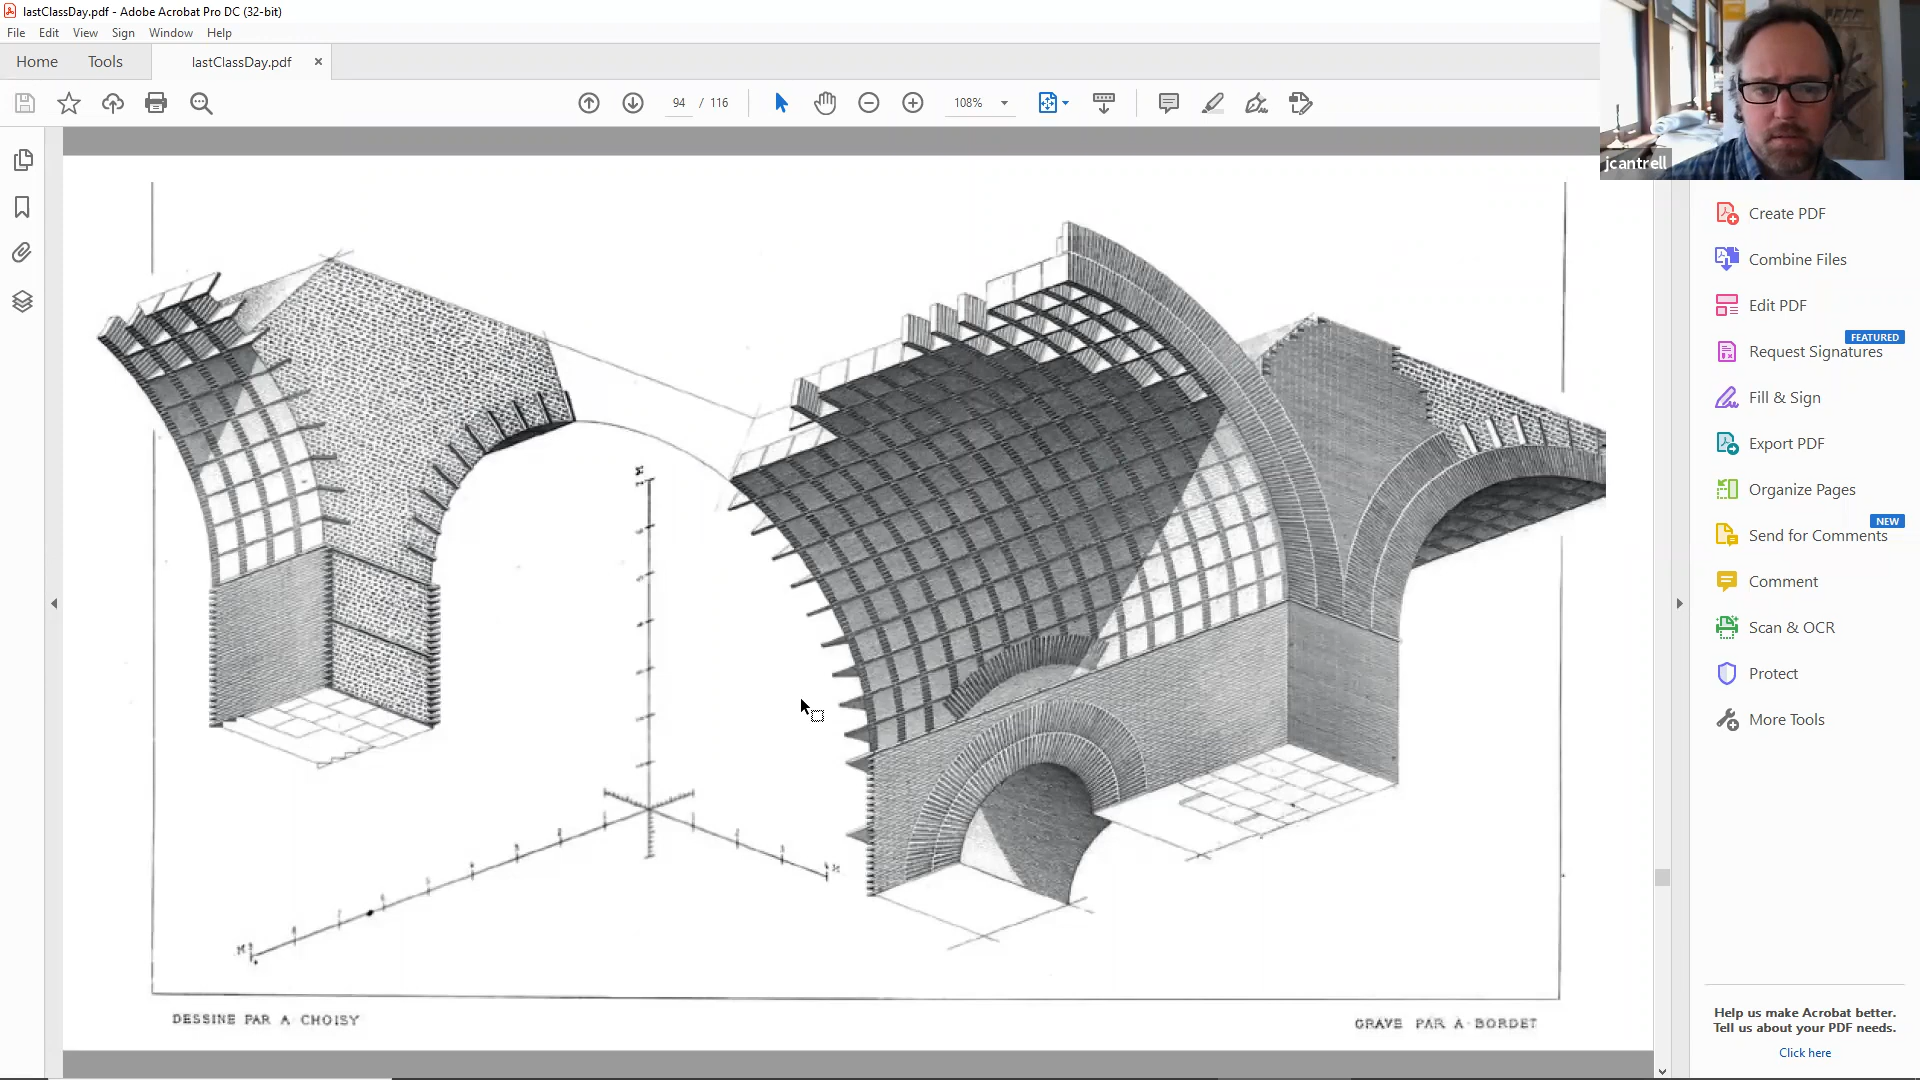 lastClassDay.pdf - Adobe Acrobat Pro DC (32-bit)
File Edit View Sign Window Help
Home Tools lastClassDay.pdf
94 / 116 108%
jcantrell
Create PDF
Combine Files
Edit PDF
FEATURED
Request Signatures
Fill & Sign
Export PDF
Organize Pages
NEW
Send for Comments
Comment
Scan & OCR
Protect
More Tools
DESSINE PAR A CHOISY
GRAVE PAR A·BORDET
Help us make Acrobat better.
Tell us about your PDF needs.
Click here